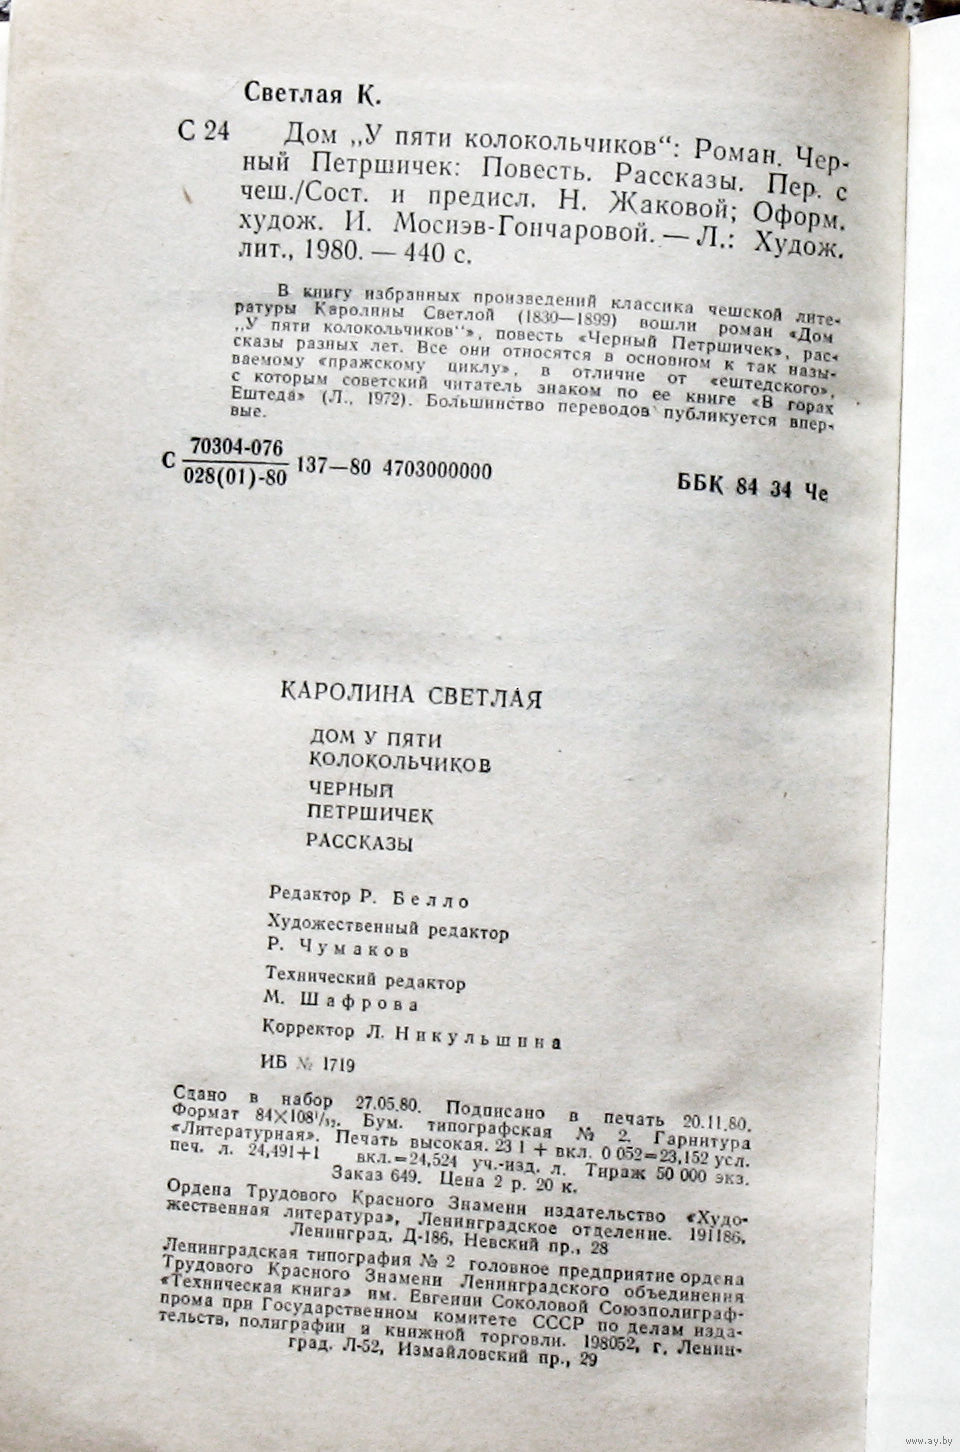 Светлая К.
С 24 Дом „У пяти колокольчиков“: Роман. Чер-
ный Петршичек: Повесть. Рассказы. Пер. с
чеш./Сост. и предисл. Н. Жаковой; Оформ.
худож. И. Мосиэв-Гончаровой. — Л.: Худож.
лит., 1980. — 440 с.
В книгу избранных произведений классика чешской лите-
ратуры Каролины Светлой (1830—1899) вошли роман «Дом
„У пяти колокольчиков“», повесть «Черный Петршичек», рас-
сказы разных лет. Все они относятся в основном к так назы-
ваемому «пражскому циклу», в отличие от «ештедского»,
с которым советский читатель знаком по ее книге «В горах
Ештеда» (Л., 1972). Большинство переводов публикуется впер-
вые.
С 70304-076
028(01)-80 137—80 4703000000
ББК 84 34 Че
КАРОЛИНА СВЕТЛАЯ
ДОМ У ПЯТИ
КОЛОКОЛЬЧИКОВ
ЧЕРНЫЙ
ПЕТРШИЧЕК
РАССКАЗЫ
Редактор Р. Белло
Художественный редактор
Р. Чумаков
Технический редактор
М. Шафрова
Корректор Л. Никульшина
ИБ № 1719
Сдано в набор 27.05.80. Подписано в печать 20.11.80.
Формат 84×108¹/₃₂. Бум. типографская № 2. Гарнитура
«Литературная». Печать высокая. 23 1 + вкл. 0 052=23,152 усл.
печ. л. 24,491+1 вкл.=24,524 уч.-изд. л. Тираж 50 000 экз.
Заказ 649. Цена 2 р. 20 к.
Ордена Трудового Красного Знамени издательство «Худо-
жественная литература», Ленинградское отделение. 191186,
Ленинград, Д-186, Невский пр., 28
Ленинградская типография № 2 головное предприятие ордена
Трудового Красного Знамени Ленинградского объединения
«Техническая книга» им. Евгении Соколовой Союзполиграф-
прома при Государственном комитете СССР по делам изда-
тельств, полиграфии и книжной торговли. 198052, г. Ленин-
град. Л-52, Измайловский пр., 29
www.ay.by